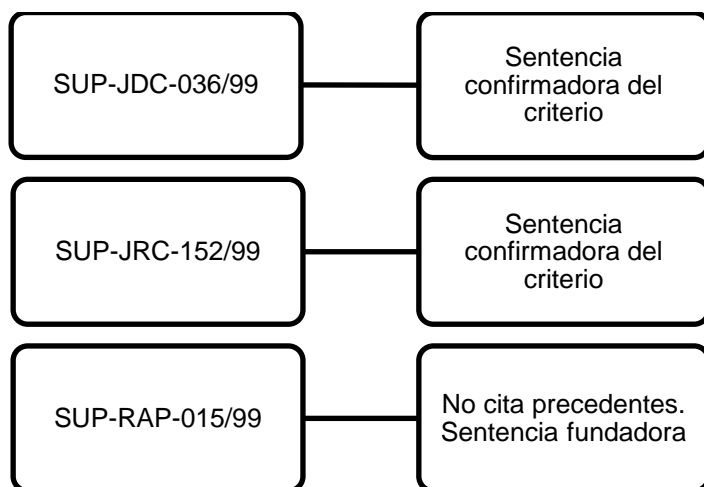 SUP-JDC-036/99
Sentencia
confirmadora del
criterio
SUP-JRC-152/99
Sentencia
confirmadora del
criterio
SUP-RAP-015/99
No cita precedentes.
Sentencia fundadora